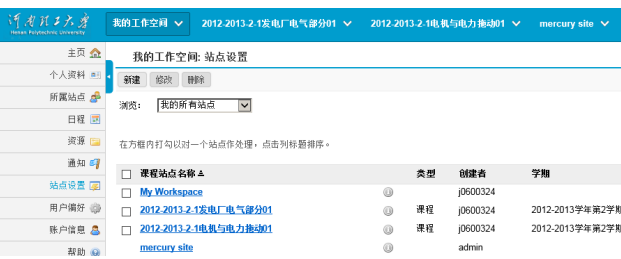 河南理工大学
Henan Polytechnic University
我的工作空间 2012-2013-2-1发电厂电气部分01 2012-2013-2-1电机与电力拖动01 mercury site
主页
个人资料
所属站点
日程
资源
通知
站点设置
用户偏好
账户信息
帮助
我的工作空间: 站点设置
新建 修改 删除
浏览: 我的所有站点
在方框内打勾以对一个站点作处理,点击列标题排序。
课程站点名称 类型 创建者 学期
My Workspace j0600324
2012-2013-2-1发电厂电气部分01 课程 j0600324 2012-2013学年第2学期
2012-2013-2-1电机与电力拖动01 课程 j0600324 2012-2013学年第2学期
mercury site admin